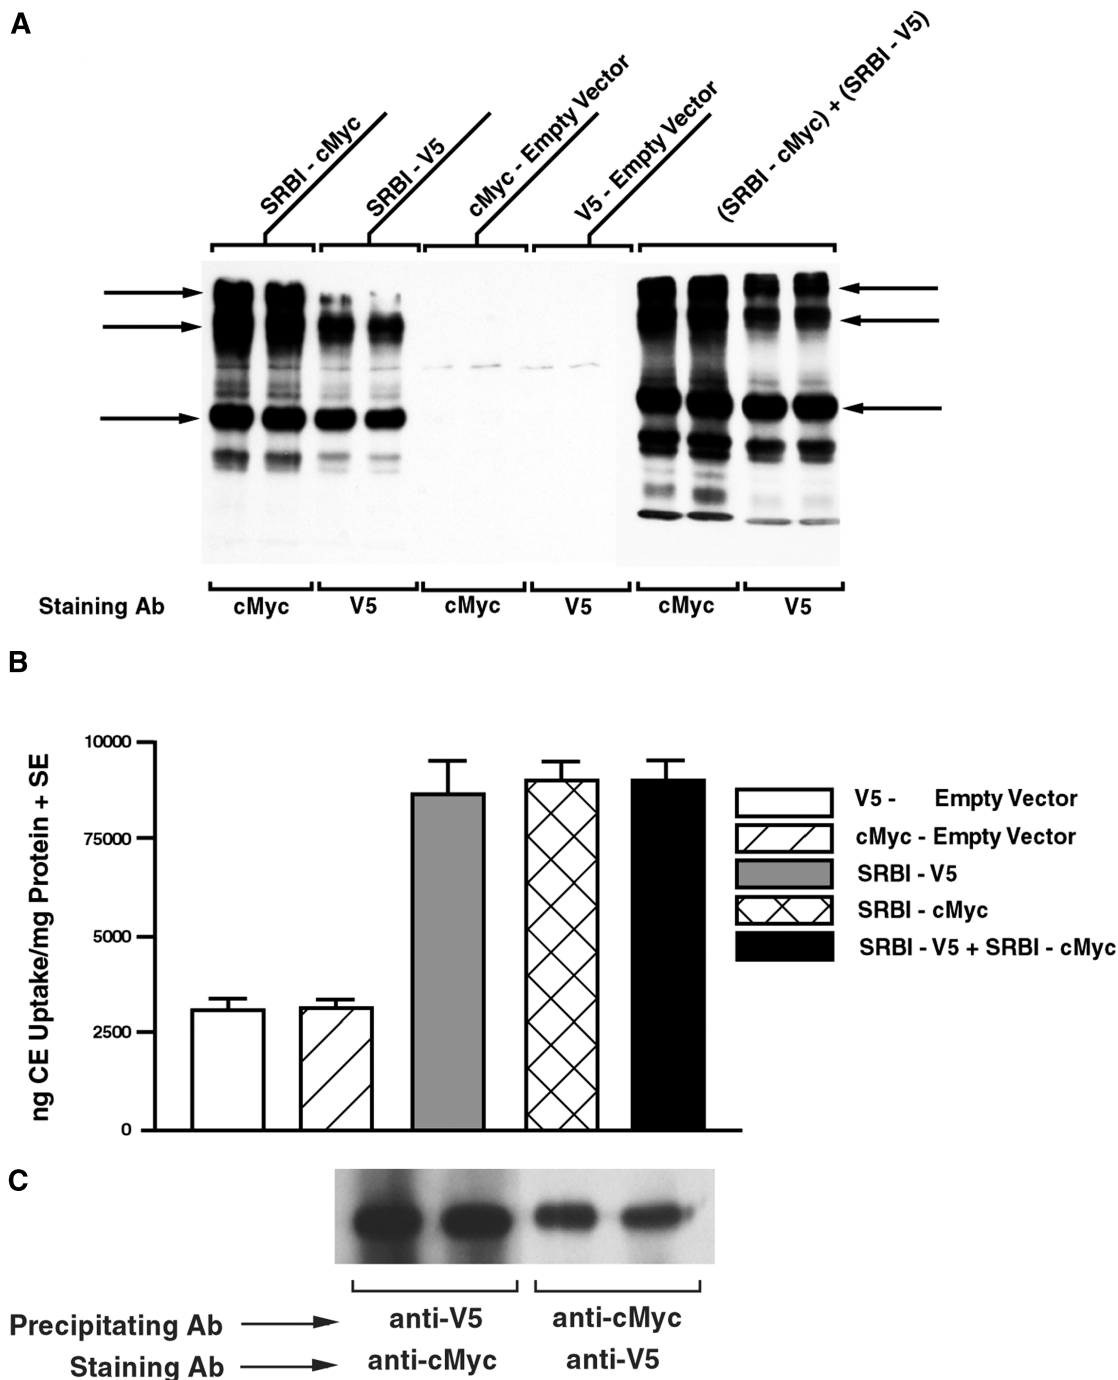 A
SRBI - cMyc
SRBI - V5
cMyc - Empty Vector
V5 - Empty Vector
(SRBI - cMyc) + (SRBI - V5)
Staining Ab
cMyc
V5
cMyc
V5
cMyc
V5
B
ng CE Uptake/mg Protein + SE
10000
75000
5000
2500
0
V5 - Empty Vector
cMyc - Empty Vector
SRBI - V5
SRBI - cMyc
SRBI - V5 + SRBI - cMyc
C
Precipitating Ab
anti-V5
anti-cMyc
Staining Ab
anti-cMyc
anti-V5